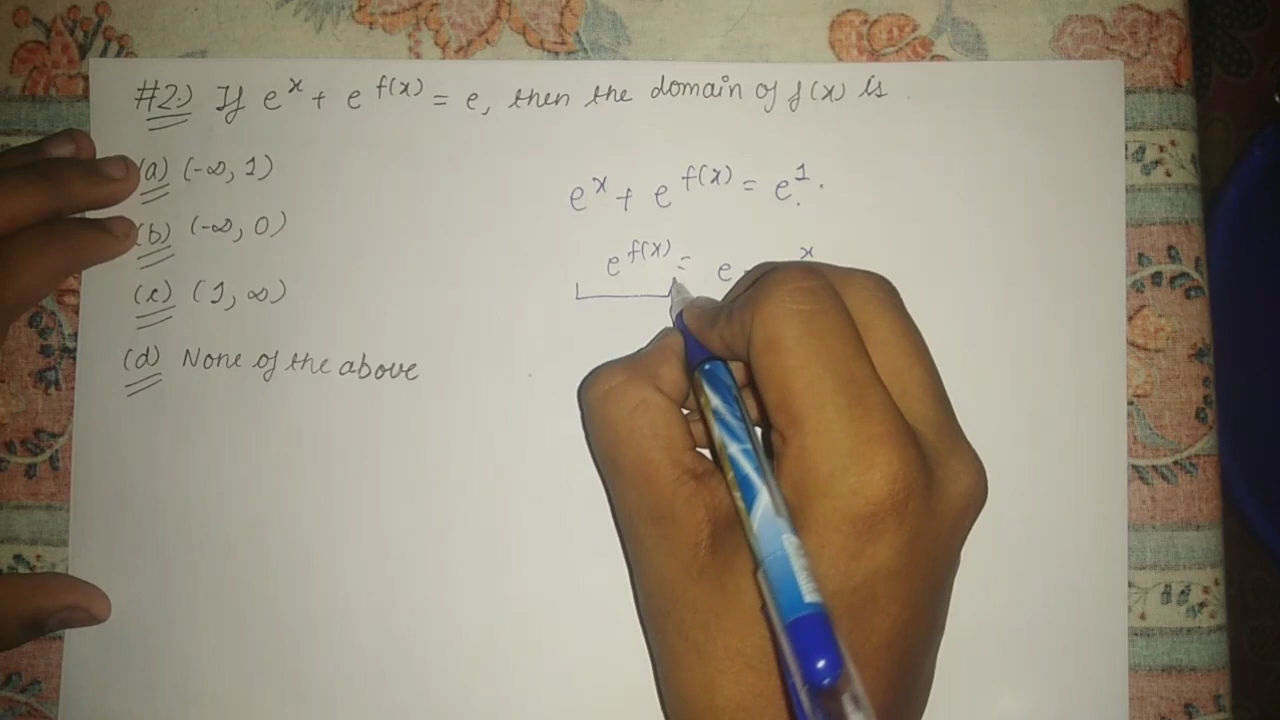 #2.) If e^x + e^f(x) = e, then the domain of f(x) is
(a) (-∞, 1)
(b) (-∞, 0)
(c) (1, ∞)
(d) None of the above
e^x + e^f(x) = e^1.
e^f(x) = e - x